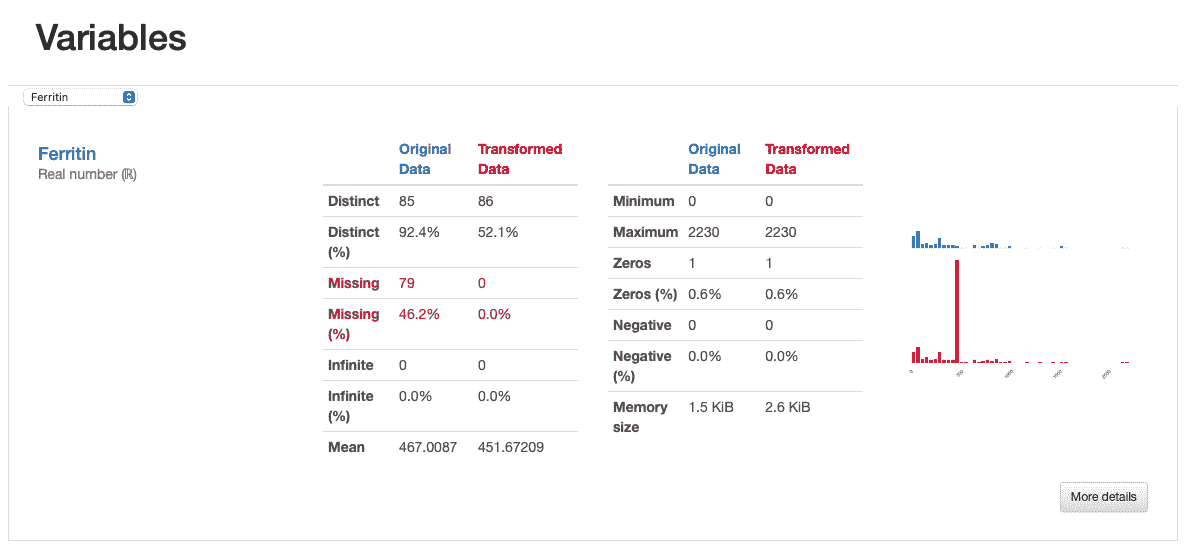 Variables
Ferritin
Ferritin
Real number (ℝ)
Original Data Transformed Data
Distinct 85 86
Distinct (%) 92.4% 52.1%
Missing 79 0
Missing (%) 46.2% 0.0%
Infinite 0 0
Infinite (%) 0.0% 0.0%
Mean 467.0087 451.67209
Original Data Transformed Data
Minimum 0 0
Maximum 2230 2230
Zeros 1 1
Zeros (%) 0.6% 0.6%
Negative 0 0
Negative (%) 0.0% 0.0%
Memory size 1.5 KiB 2.6 KiB
0 500 1000 1500 2000
More details